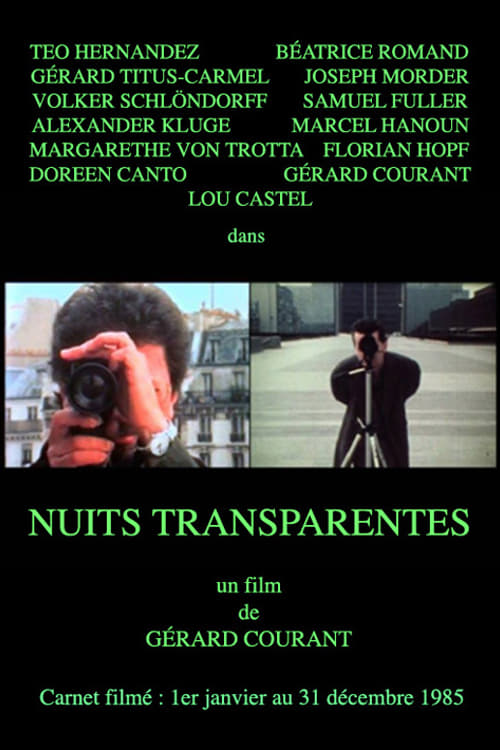 TEO HERNANDEZ BÉATRICE ROMAND
GÉRARD TITUS-CARMEL JOSEPH MORDER
VOLKER SCHLÖNDORFF SAMUEL FULLER
ALEXANDER KLUGE MARCEL HANOUN
MARGARETHE VON TROTTA FLORIAN HOPF
DOREEN CANTO GÉRARD COURANT
LOU CASTEL
dans
NUITS TRANSPARENTES
un film
de
GÉRARD COURANT
Carnet filmé : 1er janvier au 31 décembre 1985